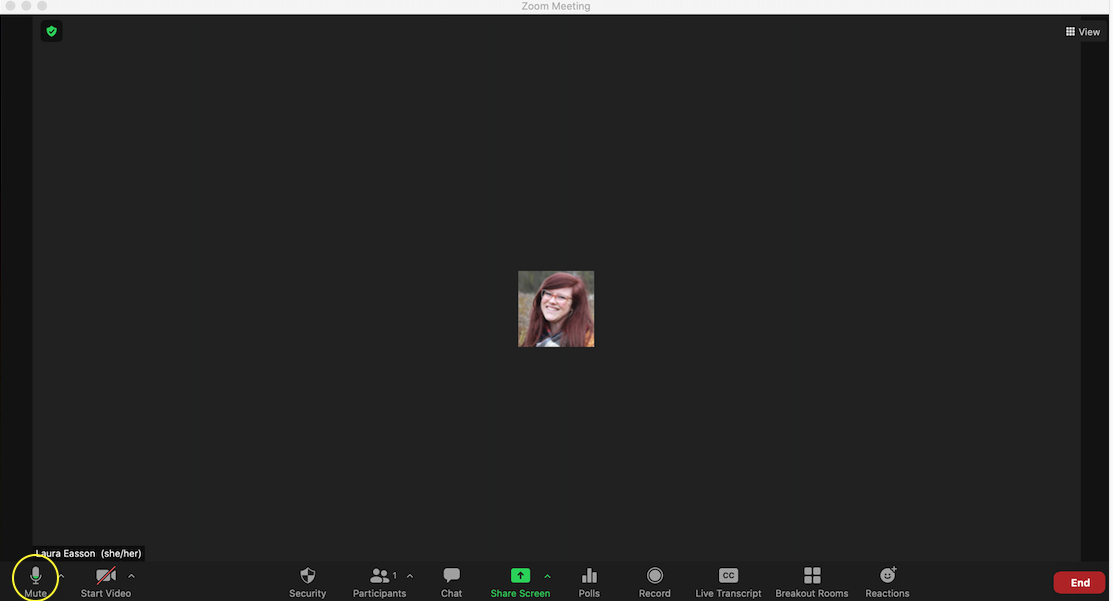 Zoom Meeting
View
Laura Easson (she/her)
Mute
Start Video
Security
1
Participants
Chat
Share Screen
Polls
Record
CC
Live Transcript
Breakout Rooms
Reactions
End